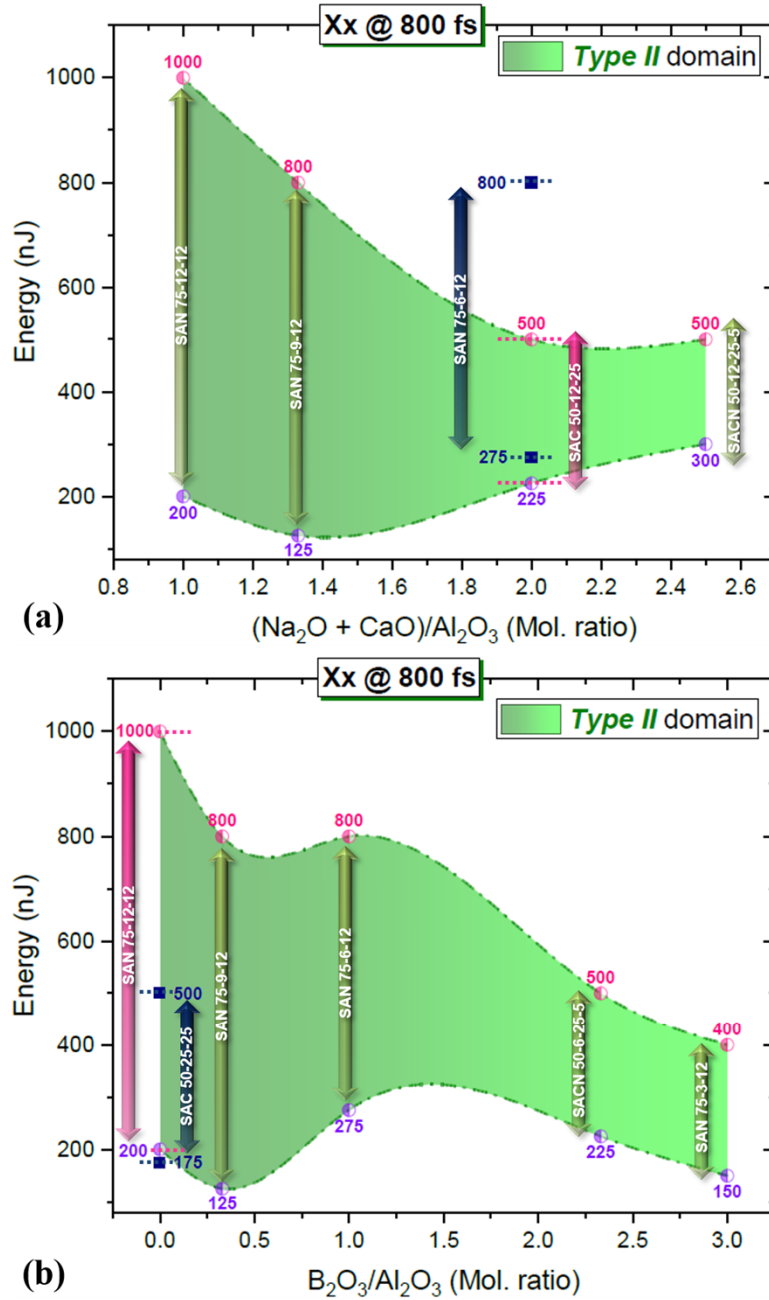 Xx @ 800 fs
Type II domain
1000
1000
800
800
800
600
500
500
400
275
300
225
200
200
125
SAN 75-12-12
SAN 75-9-12
SAN 75-6-12
SAC 50-12-25
SACN 50-12-25-5
Energy (nJ)
0.8 1.0 1.2 1.4 1.6 1.8 2.0 2.2 2.4 2.6
(a)
(Na₂O + CaO)/Al₂O₃ (Mol. ratio)
Xx @ 800 fs
Type II domain
1000
1000
800
800
800
600
500
500
400
400
275
225
200
200
175
150
125
SAN 75-12-12
SAC 50-25-25
SAN 75-9-12
SAN 75-6-12
SACN 50-6-25-5
SAN 75-3-12
Energy (nJ)
0.0 0.5 1.0 1.5 2.0 2.5 3.0
(b)
B₂O₃/Al₂O₃ (Mol. ratio)